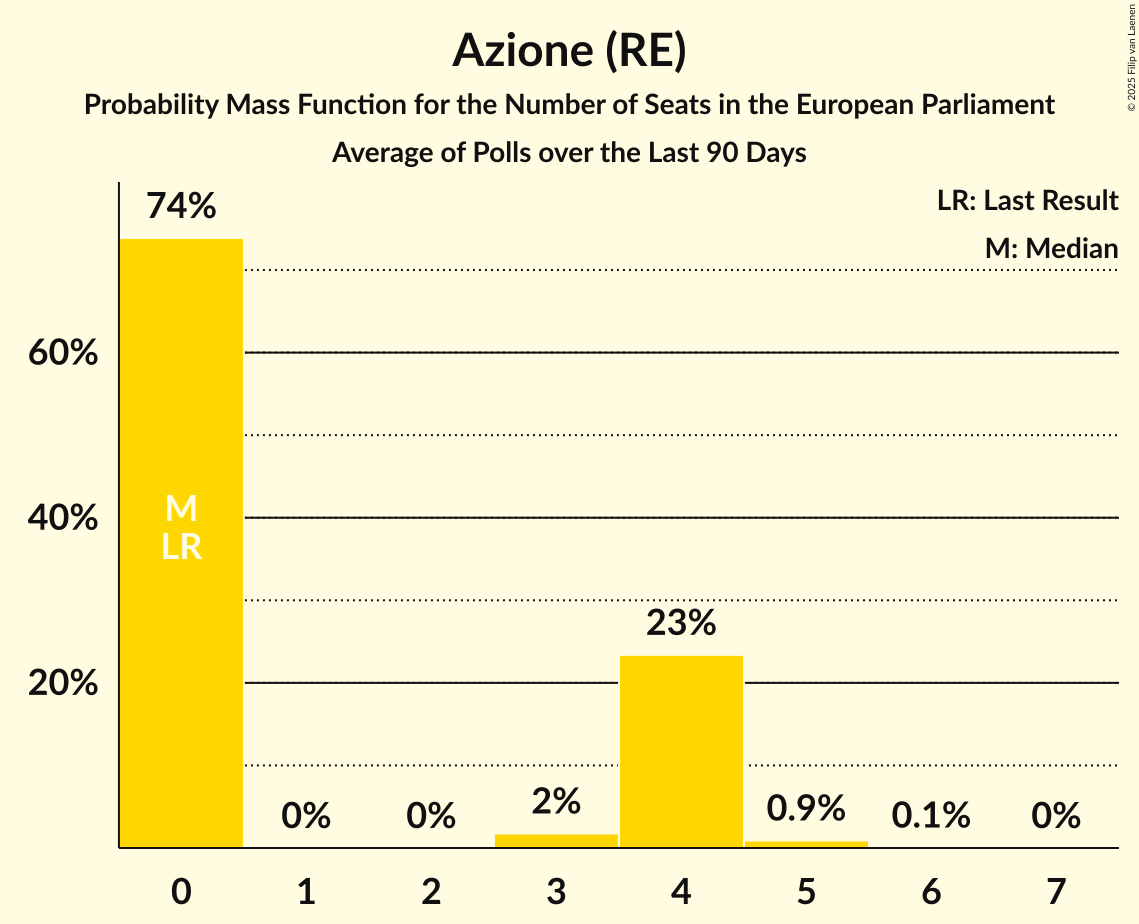 Azione (RE)
Probability Mass Function for the Number of Seats in the European Parliament
Average of Polls over the Last 90 Days
© 2025 Filip van Laenen
LR: Last Result
M: Median
74%
60%
40%
20%
M
LR
0%
0%
2%
23%
0.9%
0.1%
0%
0
1
2
3
4
5
6
7